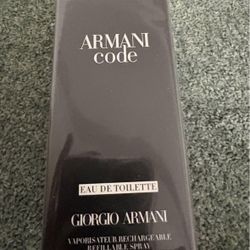 ARMANI
code
EAU DE TOILETTE
GIORGIO ARMANI
VAPORISATEUR RECHARGEABLE
REFILLABLE SPRAY